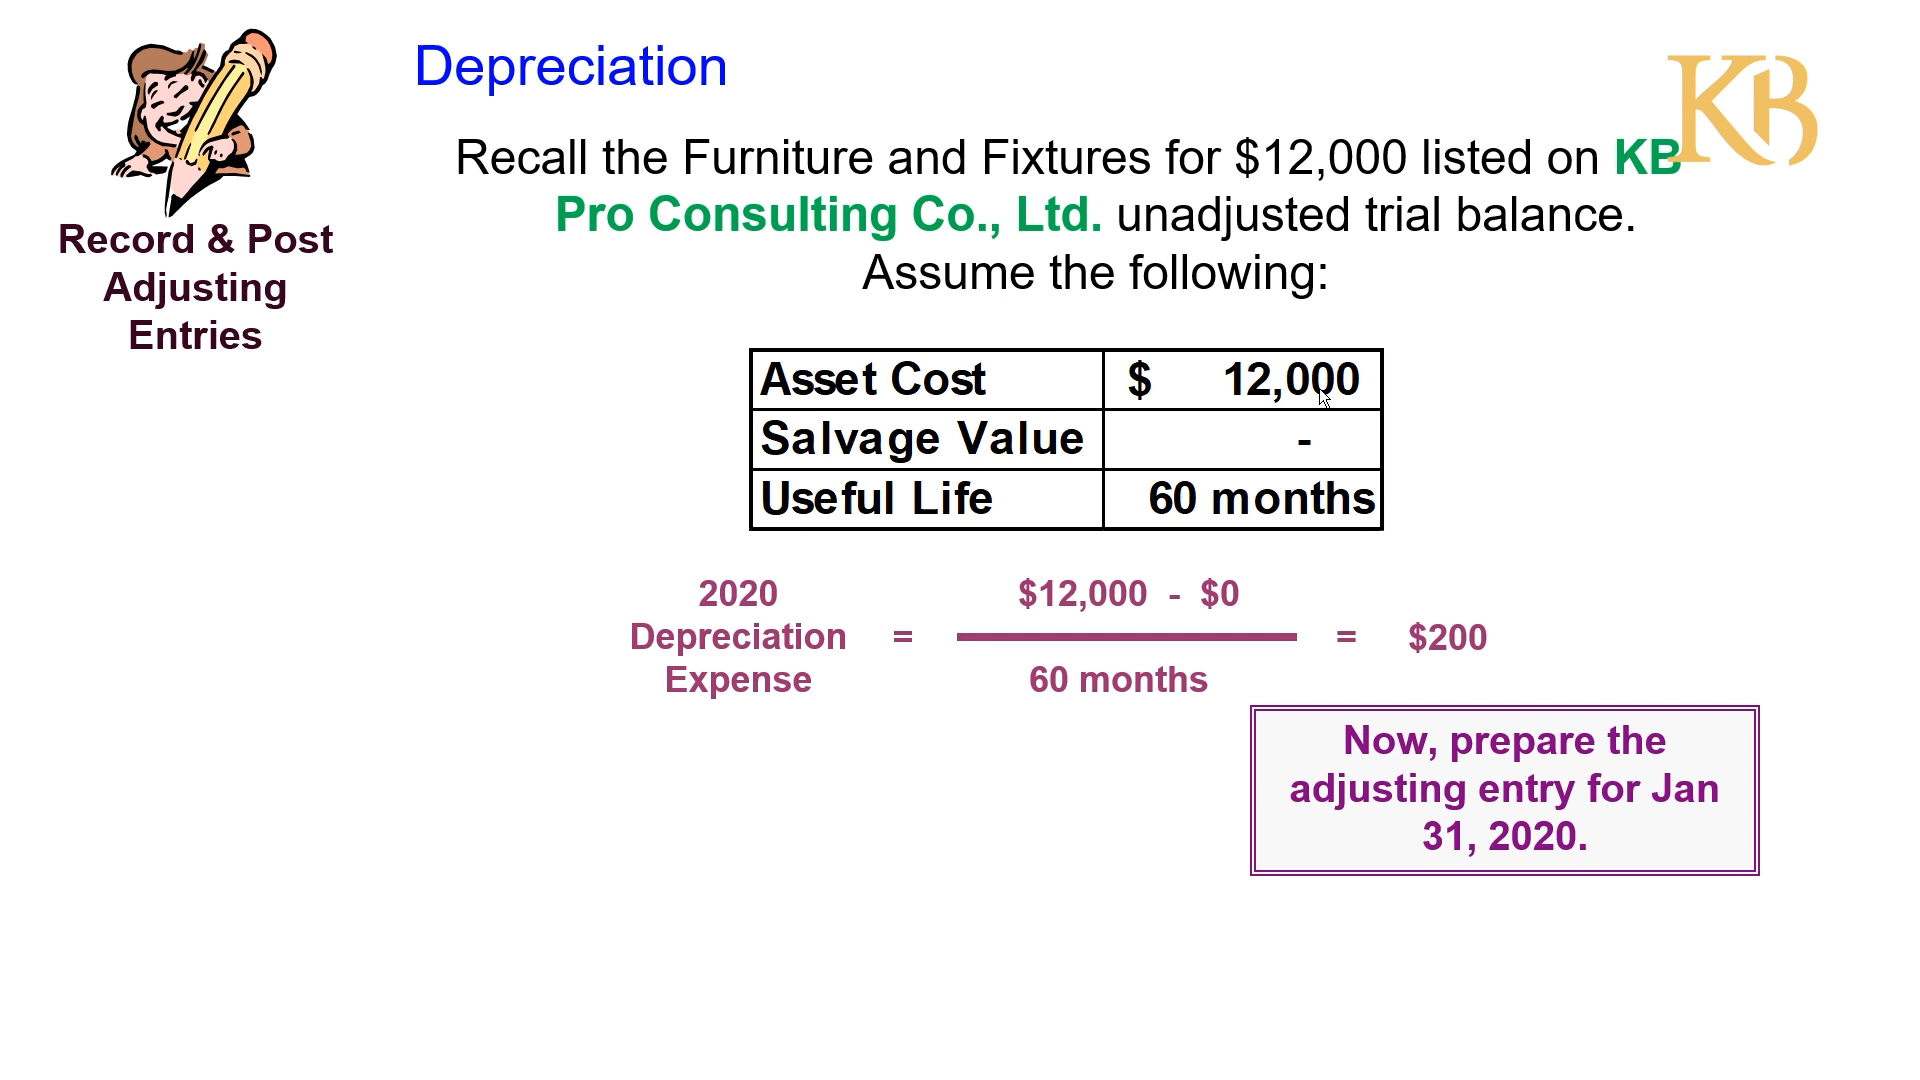 Depreciation
KB
Recall the Furniture and Fixtures for $12,000 listed on KB
Pro Consulting Co., Ltd. unadjusted trial balance.
Assume the following:
Record & Post
Adjusting
Entries
Asset Cost $ 12,000
Salvage Value -
Useful Life 60 months
2020
Depreciation
Expense
=
$12,000 - $0
60 months
=
$200
Now, prepare the
adjusting entry for Jan
31, 2020.